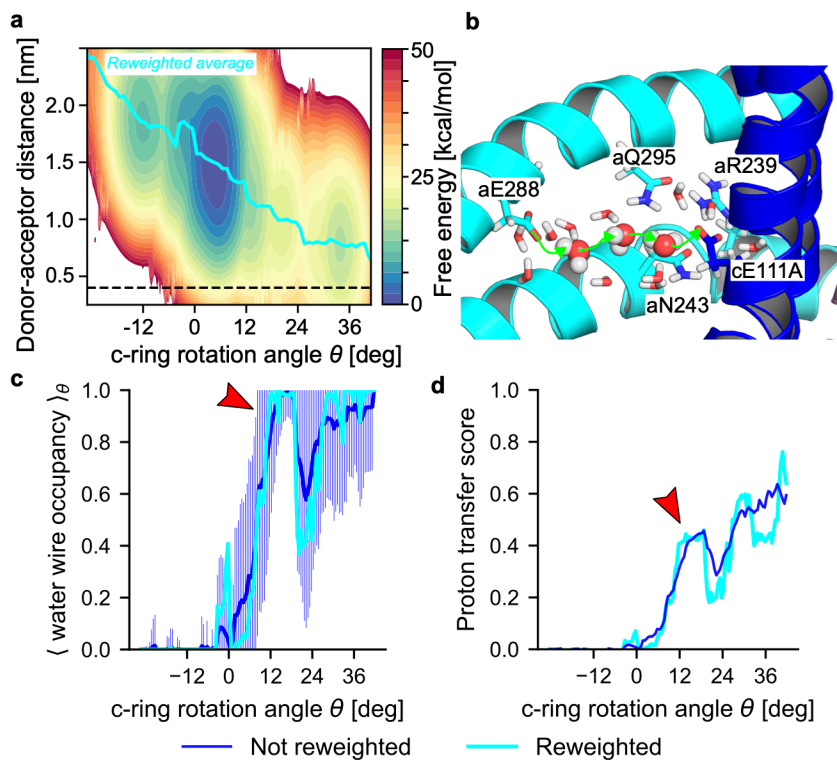 a
Reweighted average
Donor-acceptor distance [nm]
2.0
1.5
1.0
0.5
-12
0
12
24
36
c-ring rotation angle θ [deg]
50
25
0
Free energy [kcal/mol]
b
aQ295
aR239
aE288
cE111A
aN243
c
⟨ water wire occupancy ⟩θ
1.0
0.8
0.6
0.4
0.2
0.0
−12
0
12
24
36
c-ring rotation angle θ [deg]
d
Proton transfer score
1.0
0.8
0.6
0.4
0.2
0.0
−12
0
12
24
36
c-ring rotation angle θ [deg]
Not reweighted
Reweighted